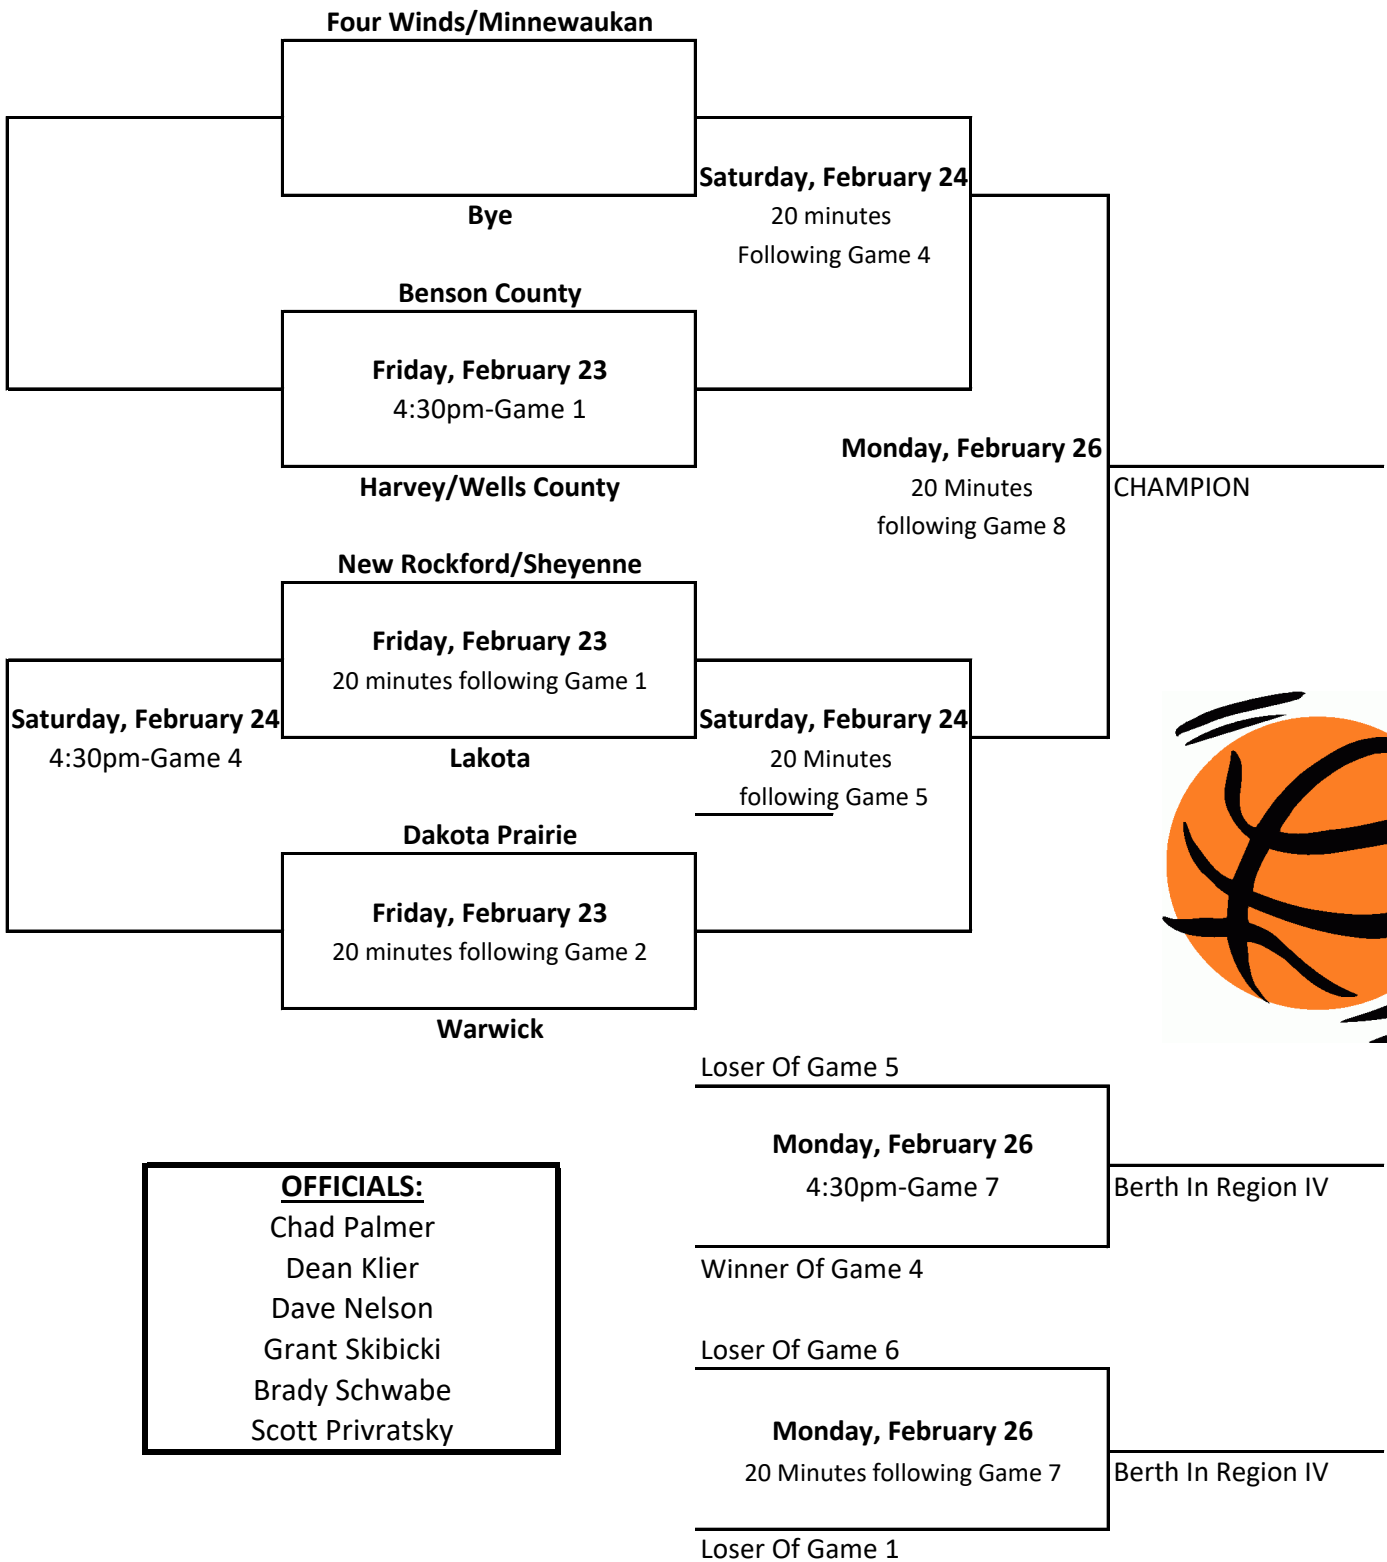 Four Winds/Minnewaukan
Saturday, February 24
20 minutes
Following Game 4
Bye
Benson County
Friday, February 23
4:30pm-Game 1
Harvey/Wells County
Monday, February 26
20 Minutes
following Game 8
CHAMPION
New Rockford/Sheyenne
Friday, February 23
20 minutes following Game 1
Lakota
Saturday, February 24
4:30pm-Game 4
Saturday, Feburary 24
20 Minutes
following Game 5
Dakota Prairie
Friday, February 23
20 minutes following Game 2
Warwick
Loser Of Game 5
Monday, February 26
4:30pm-Game 7
Berth In Region IV
Winner Of Game 4
OFFICIALS:
Chad Palmer
Dean Klier
Dave Nelson
Grant Skibicki
Brady Schwabe
Scott Privratsky
Loser Of Game 6
Monday, February 26
20 Minutes following Game 7
Berth In Region IV
Loser Of Game 1